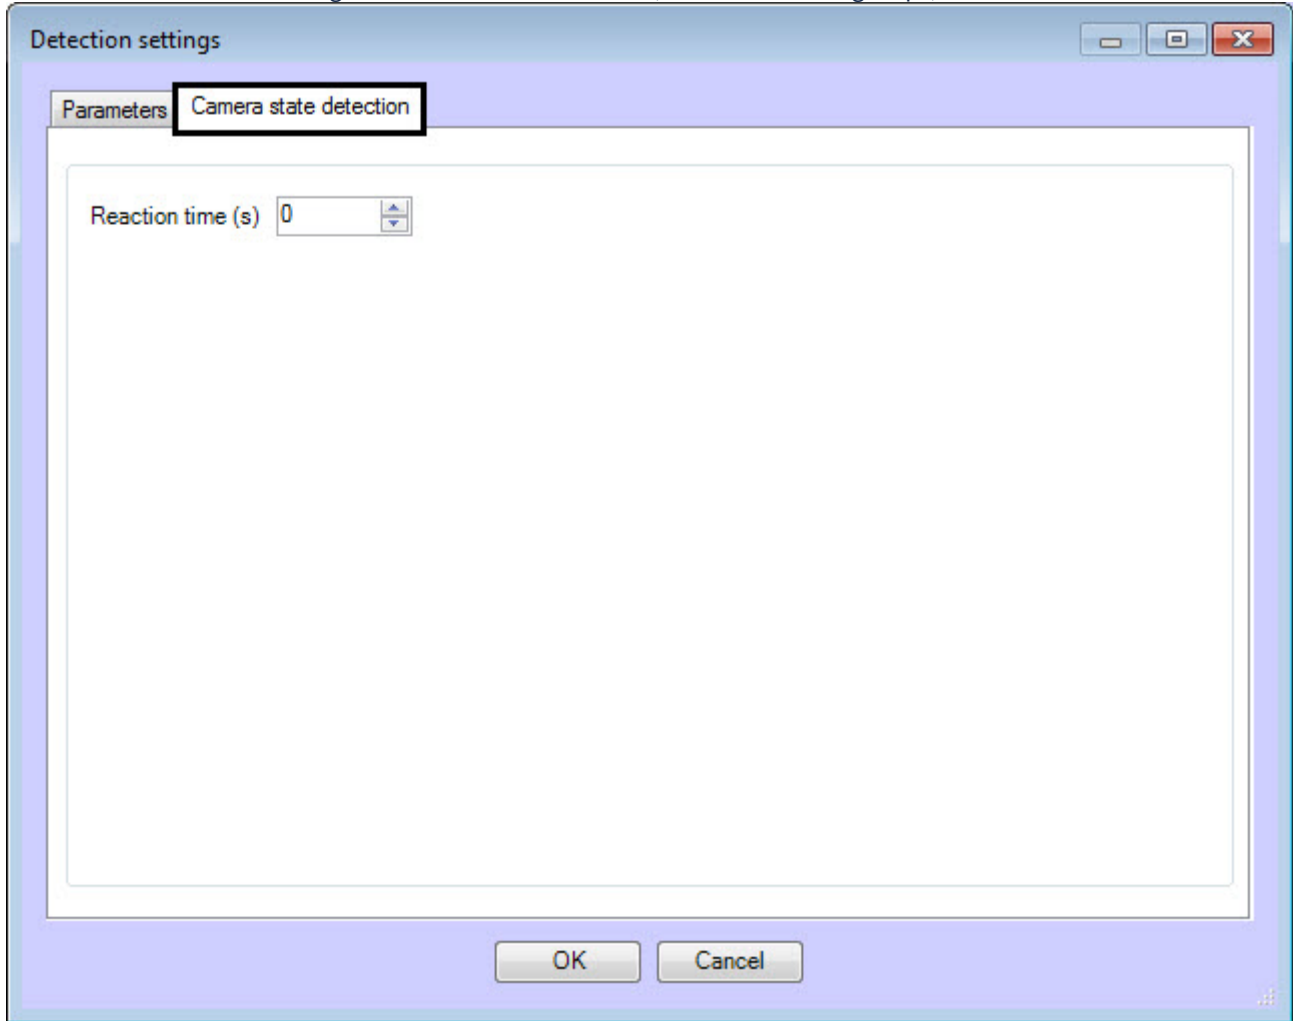 Detection settings
Parameters
Camera state detection
Reaction time (s) 0
OK Cancel